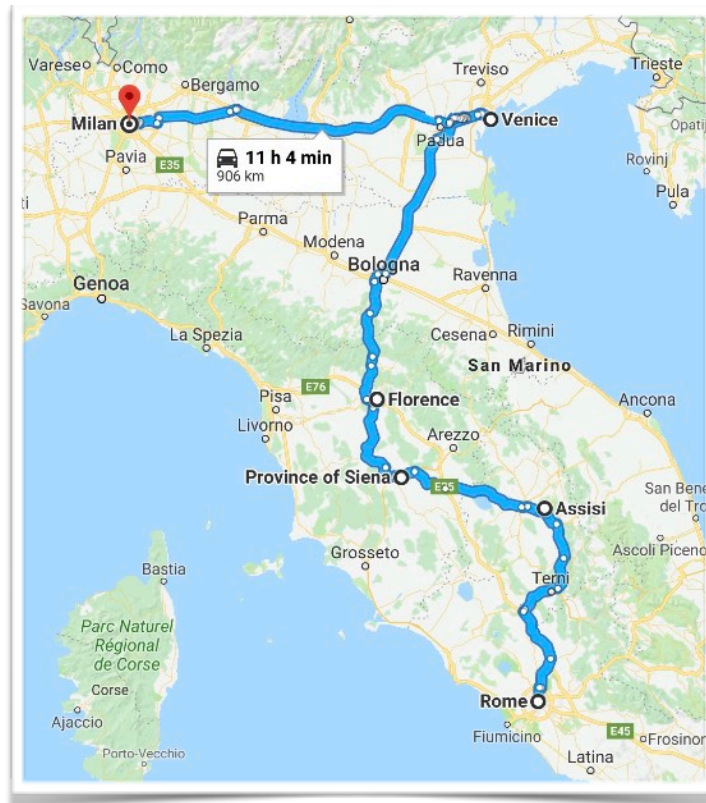 Varese
Como
Bergamo
Treviso
Trieste
Milan
Padua
Venice
Opatij
Pavia
E35
11 h 4 min
906 km
Rovinj
Pula
ti
Parma
Modena
Bologna
Genoa
Savona
Ravenna
La Spezia
Cesena
Rimini
San Marino
E76
Pisa
Florence
Ancona
Livorno
Arezzo
Province of Siena
E35
Assisi
San Bene
del Tro
Grosseto
Ascoli Piceno
Bastia
Terni
Parc Naturel
Régional
de Corse
Corse
Rome
Ajaccio
Fiumicino
E45
Frosinon
Porto-Vecchio
Latina